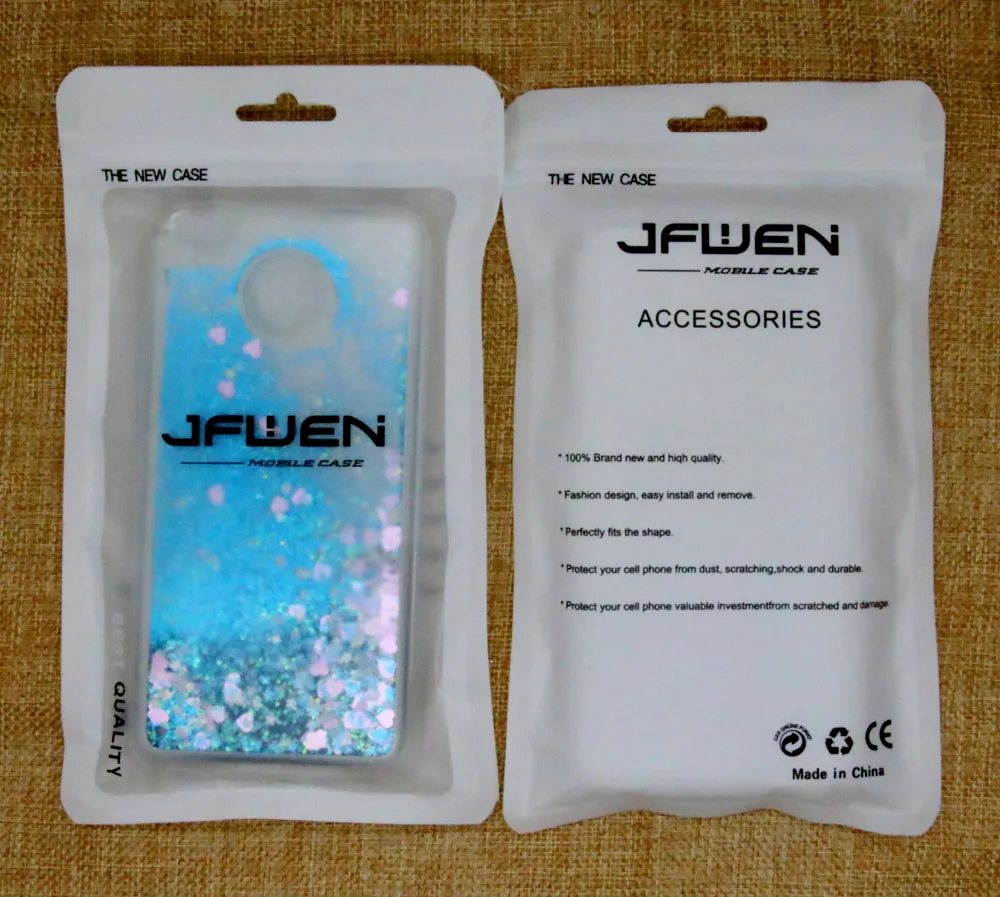 THE NEW CASE
JFWEN
MOBILE CASE
BEST QUALITY
THE NEW CASE
JFWEN
MOBILE CASE
ACCESSORIES
* 100% Brand new and high quality.
* Fashion design, easy install and remove.
* Perfectly fits the shape.
* Protect your cell phone from dust, scratching,shock and durable.
* Protect your cell phone valuable investmentfrom scratched and damage.
CE
Made in China